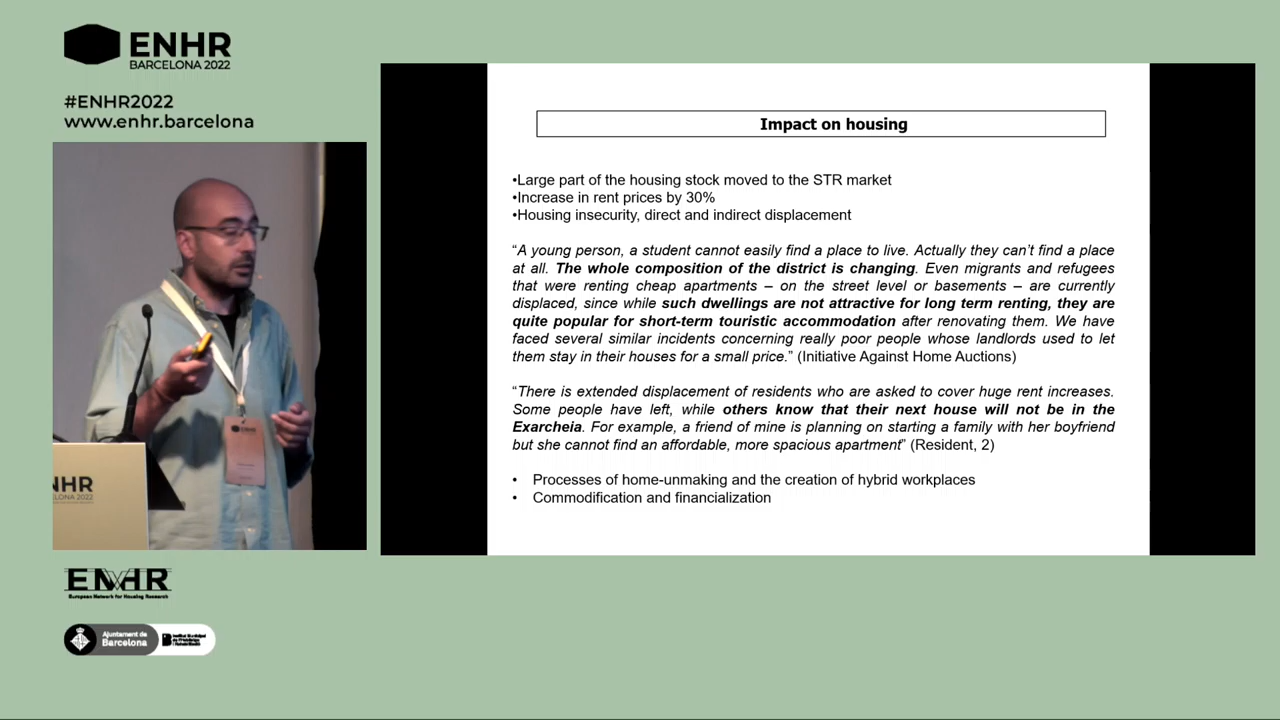 ENHR
BARCELONA 2022
#ENHR2022
www.enhr.barcelona
Impact on housing
•Large part of the housing stock moved to the STR market
•Increase in rent prices by 30%
•Housing insecurity, direct and indirect displacement
“A young person, a student cannot easily find a place to live. Actually they can’t find a place
at all. The whole composition of the district is changing. Even migrants and refugees
that were renting cheap apartments – on the street level or basements – are currently
displaced, since while such dwellings are not attractive for long term renting, they are
quite popular for short-term touristic accommodation after renovating them. We have
faced several similar incidents concerning really poor people whose landlords used to let
them stay in their houses for a small price.” (Initiative Against Home Auctions)
“There is extended displacement of residents who are asked to cover huge rent increases.
Some people have left, while others know that their next house will not be in the
Exarcheia. For example, a friend of mine is planning on starting a family with her boyfriend
but she cannot find an affordable, more spacious apartment” (Resident, 2)
• Processes of home-unmaking and the creation of hybrid workplaces
• Commodification and financialization
NHR
LONA 2022
ENHR
European Network for Housing Research
Ajuntament de
Barcelona